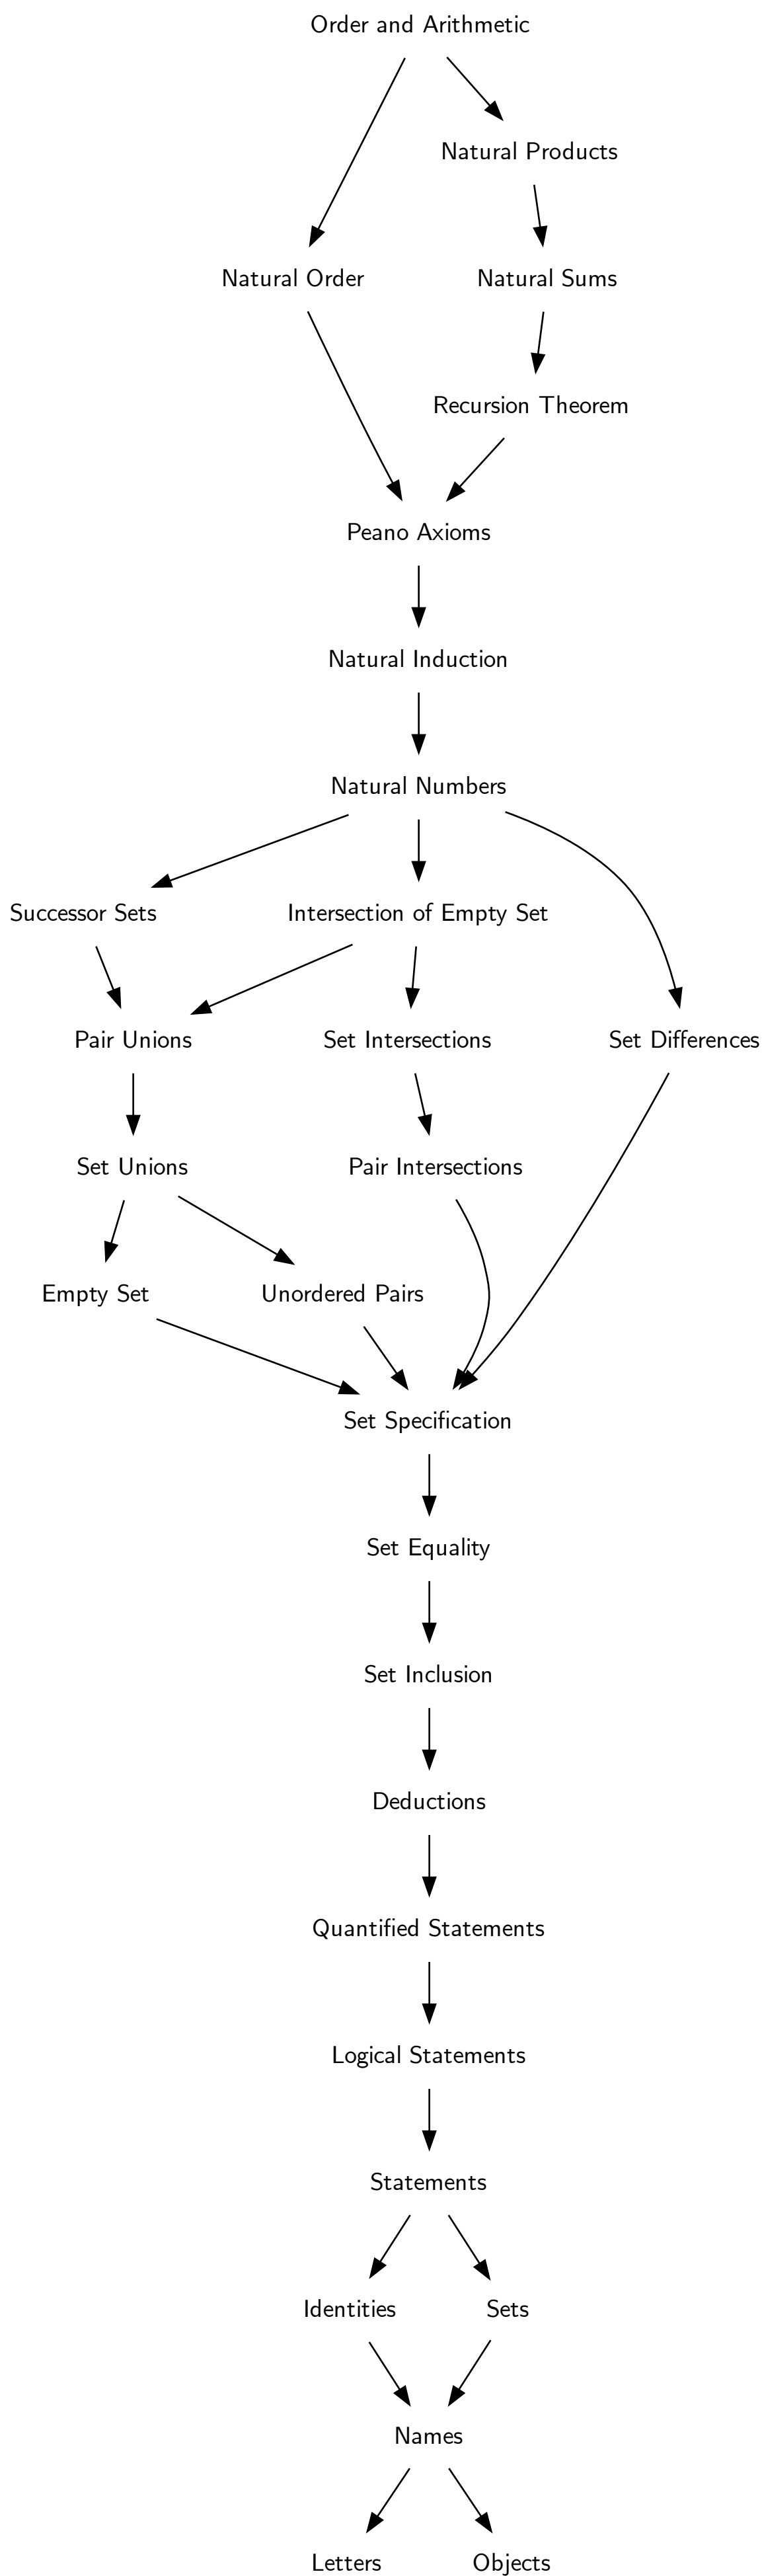 Order and Arithmetic
Natural Products
Natural Order
Natural Sums
Recursion Theorem
Peano Axioms
Natural Induction
Natural Numbers
Successor Sets
Intersection of Empty Set
Pair Unions
Set Intersections
Set Differences
Set Unions
Pair Intersections
Empty Set
Unordered Pairs
Set Specification
Set Equality
Set Inclusion
Deductions
Quantified Statements
Logical Statements
Statements
Identities
Sets
Names
Letters
Objects